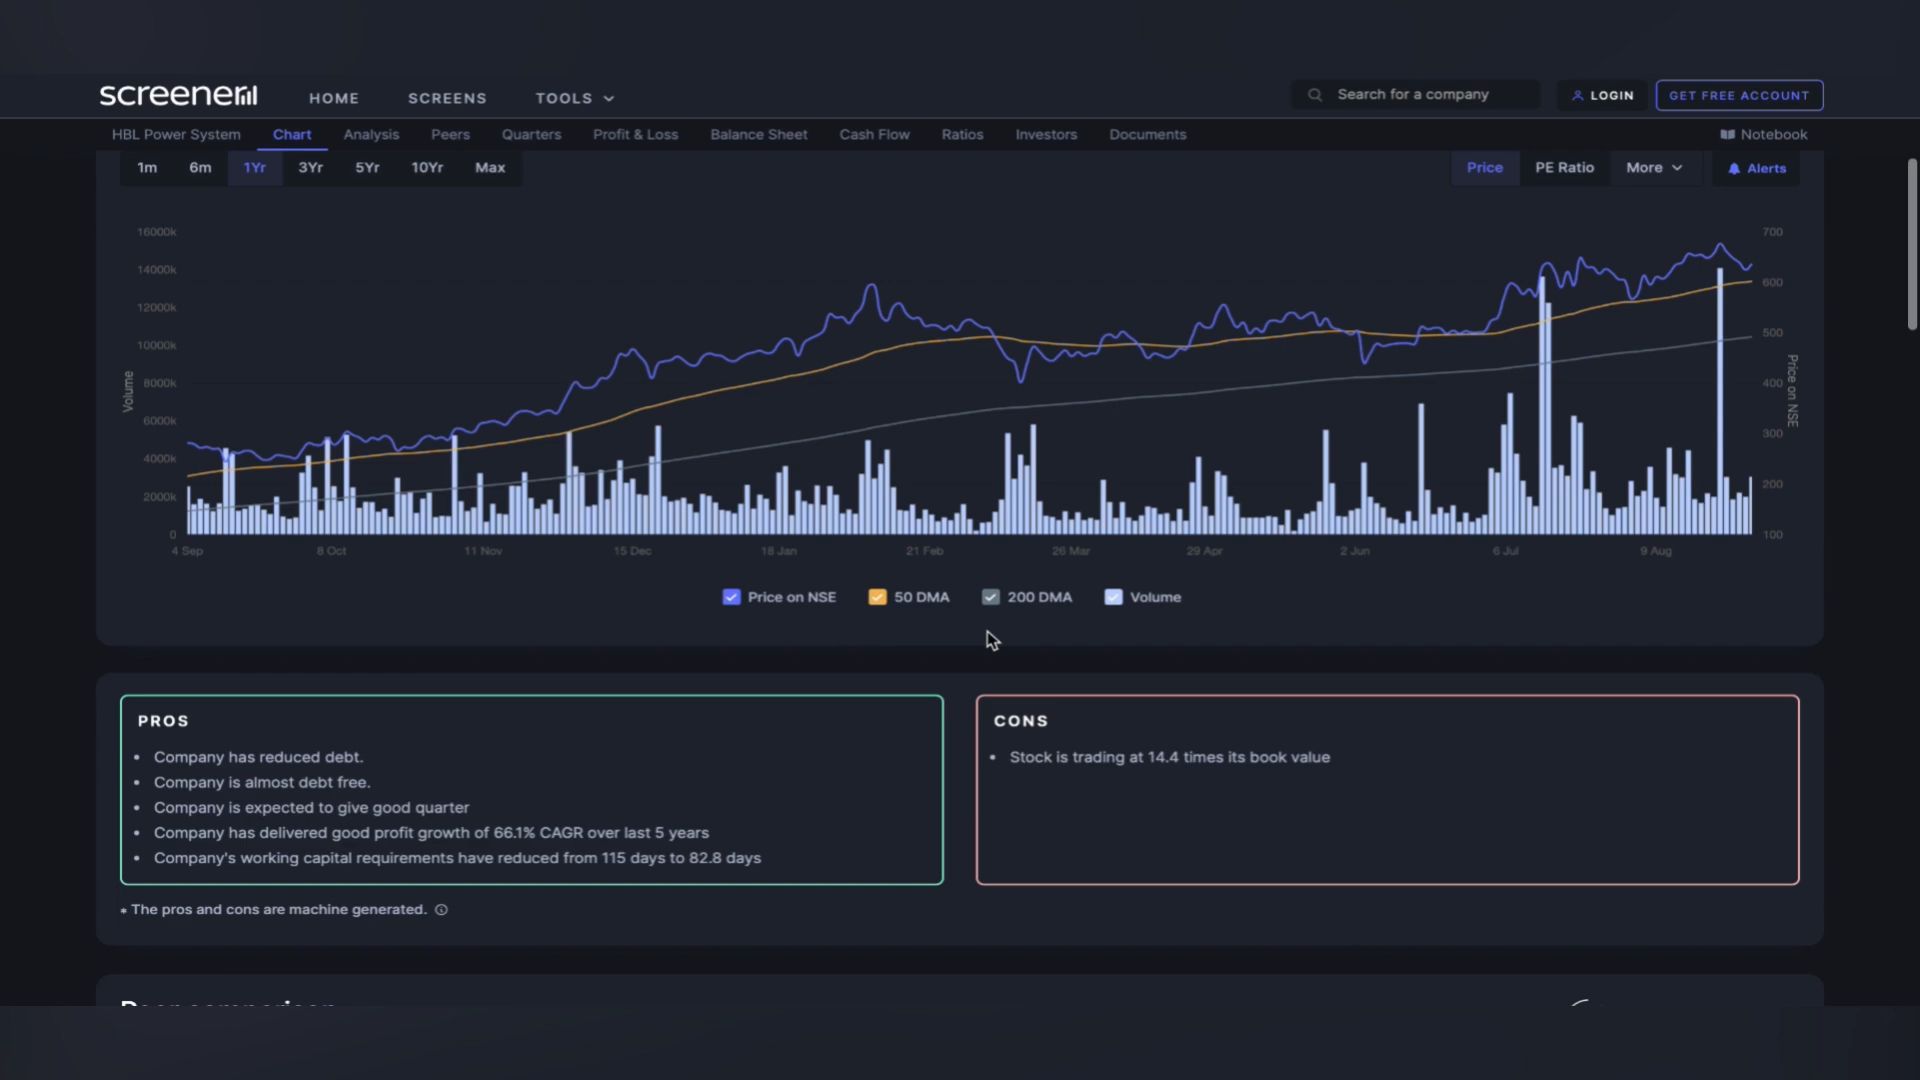 screener
HOME
SCREENS
TOOLS
Search for a company
LOGIN
GET FREE ACCOUNT
HBL Power System
Chart
Analysis
Peers
Quarters
Profit & Loss
Balance Sheet
Cash Flow
Ratios
Investors
Documents
Notebook
1m
6m
1Yr
3Yr
5Yr
10Yr
Max
Price
PE Ratio
More
Alerts
16000k
14000k
12000k
10000k
8000k
6000k
4000k
2000k
0
Volume
700
600
500
400
300
200
100
Price on NSE
4 Sep
8 Oct
11 Nov
15 Dec
18 Jan
21 Feb
26 Mar
29 Apr
2 Jun
6 Jul
9 Aug
Price on NSE
50 DMA
200 DMA
Volume
PROS
• Company has reduced debt.
• Company is almost debt free.
• Company is expected to give good quarter
• Company has delivered good profit growth of 66.1% CAGR over last 5 years
• Company's working capital requirements have reduced from 115 days to 82.8 days
CONS
• Stock is trading at 14.4 times its book value
* The pros and cons are machine generated.